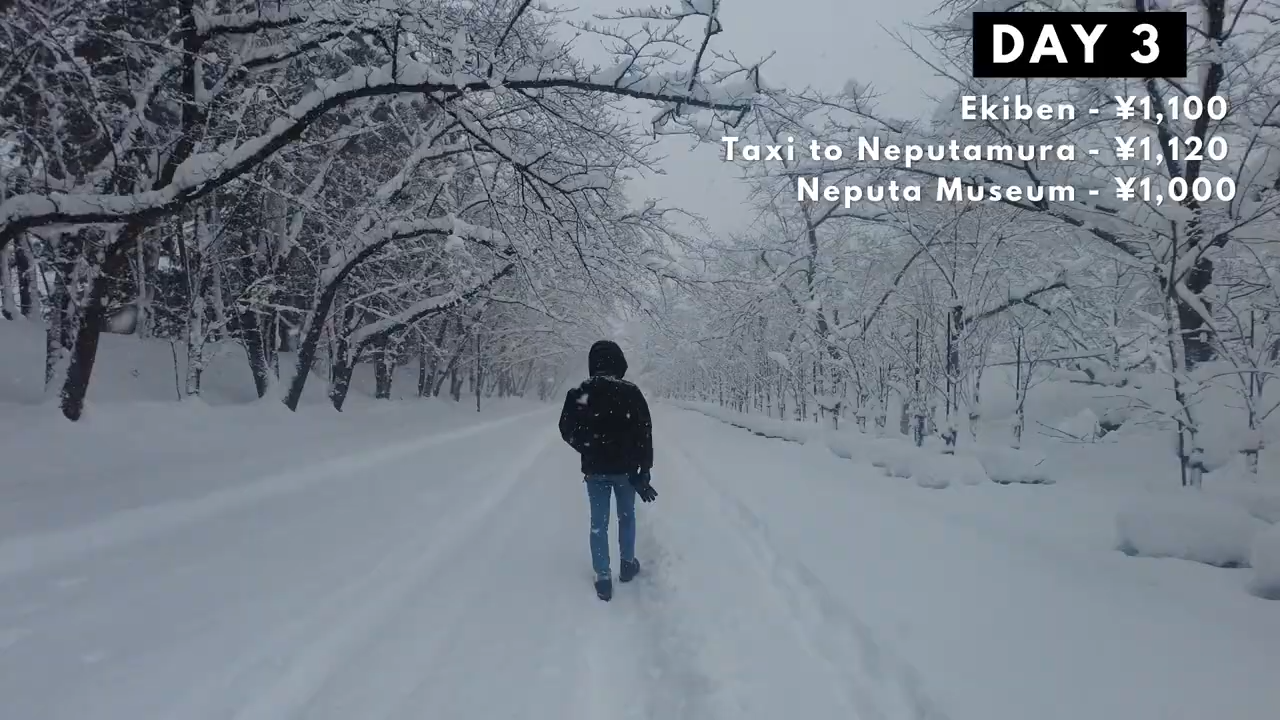 DAY 3
Ekiben - ¥1,100
Taxi to Neputamura - ¥1,120
Neputa Museum - ¥1,000